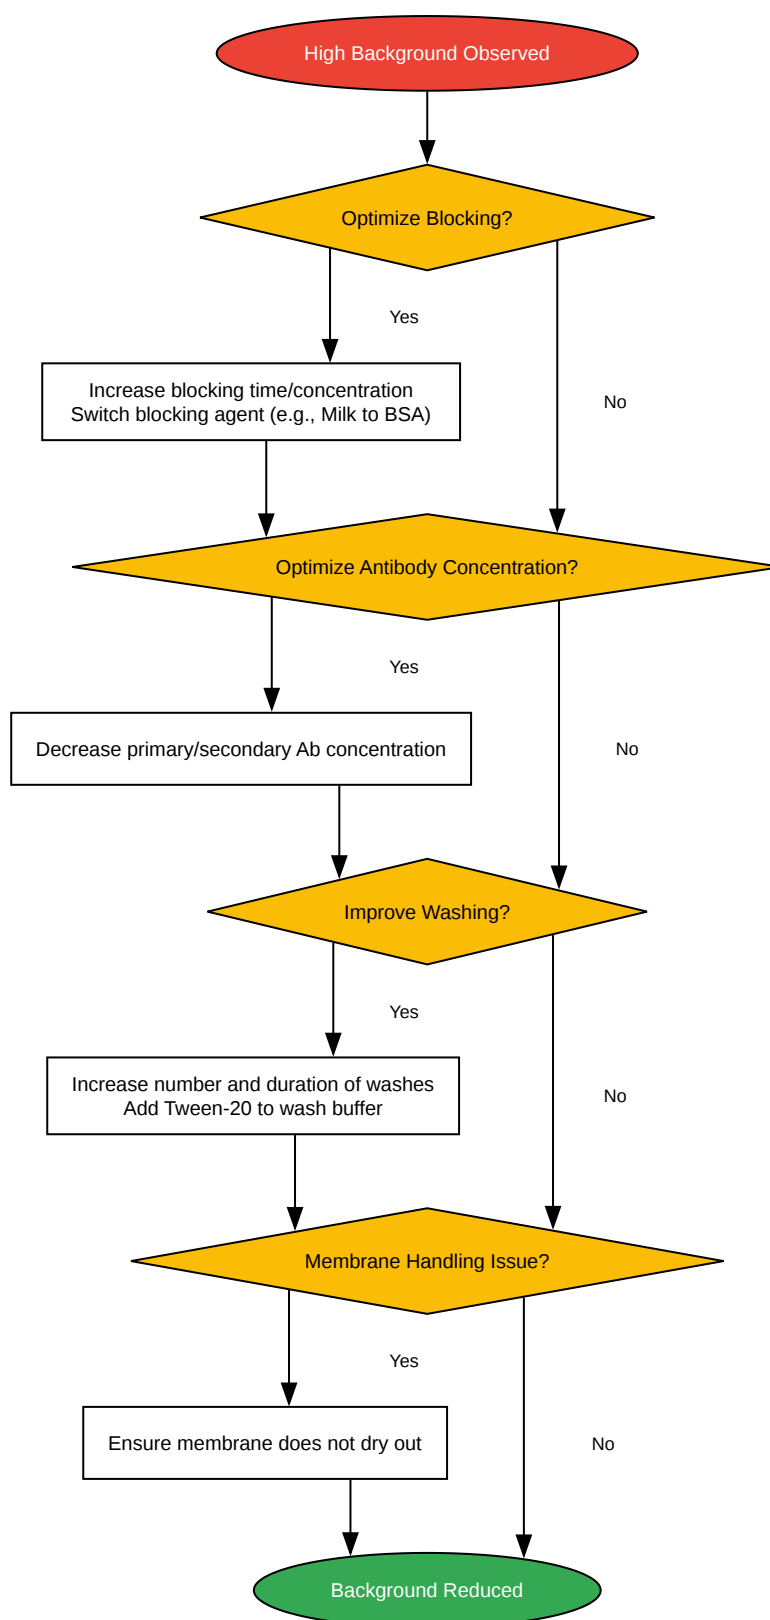 High Background Observed
Optimize Blocking?
Yes
Increase blocking time/concentration
Switch blocking agent (e.g., Milk to BSA)
No
Optimize Antibody Concentration?
Yes
Decrease primary/secondary Ab concentration
No
Improve Washing?
Yes
Increase number and duration of washes
Add Tween-20 to wash buffer
No
Membrane Handling Issue?
Yes
Ensure membrane does not dry out
No
Background Reduced